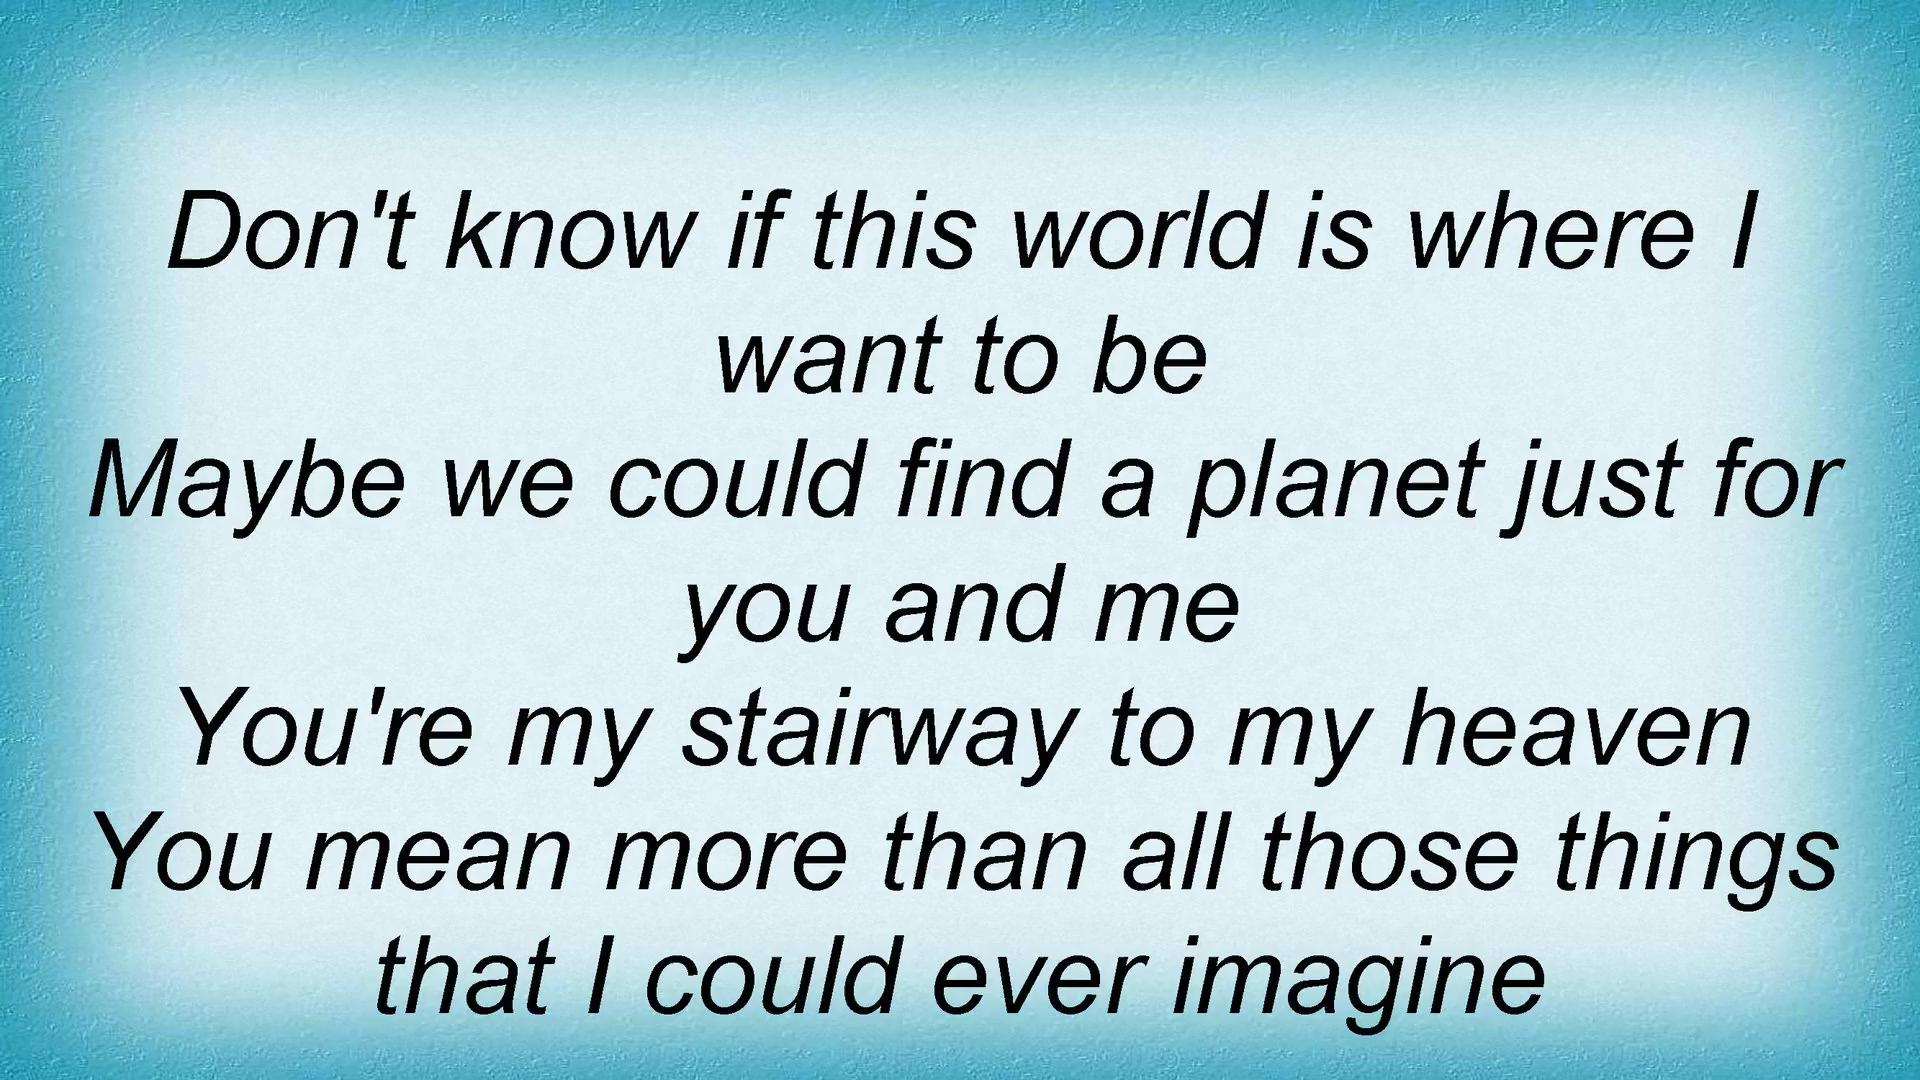 Don't know if this world is where I
want to be
Maybe we could find a planet just for
you and me
You're my stairway to my heaven
You mean more than all those things
that I could ever imagine